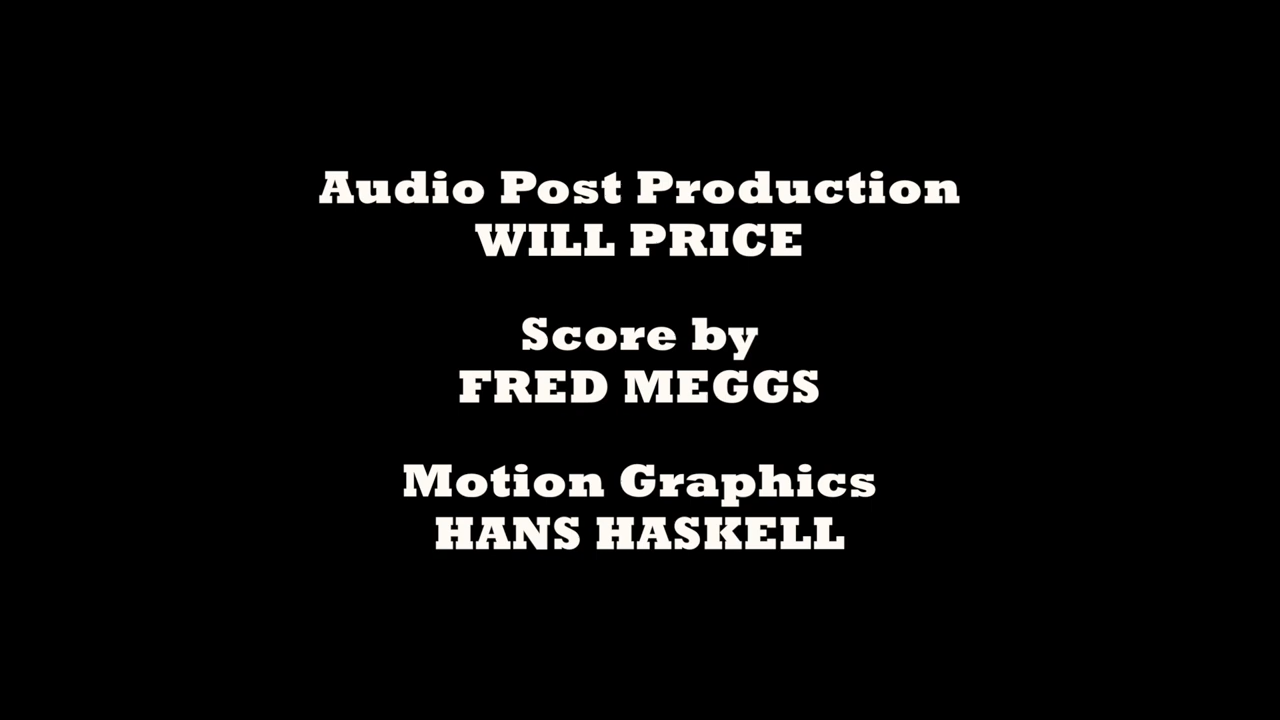 Audio Post Production
WILL PRICE
Score by
FRED MEGGS
Motion Graphics
HANS HASKELL